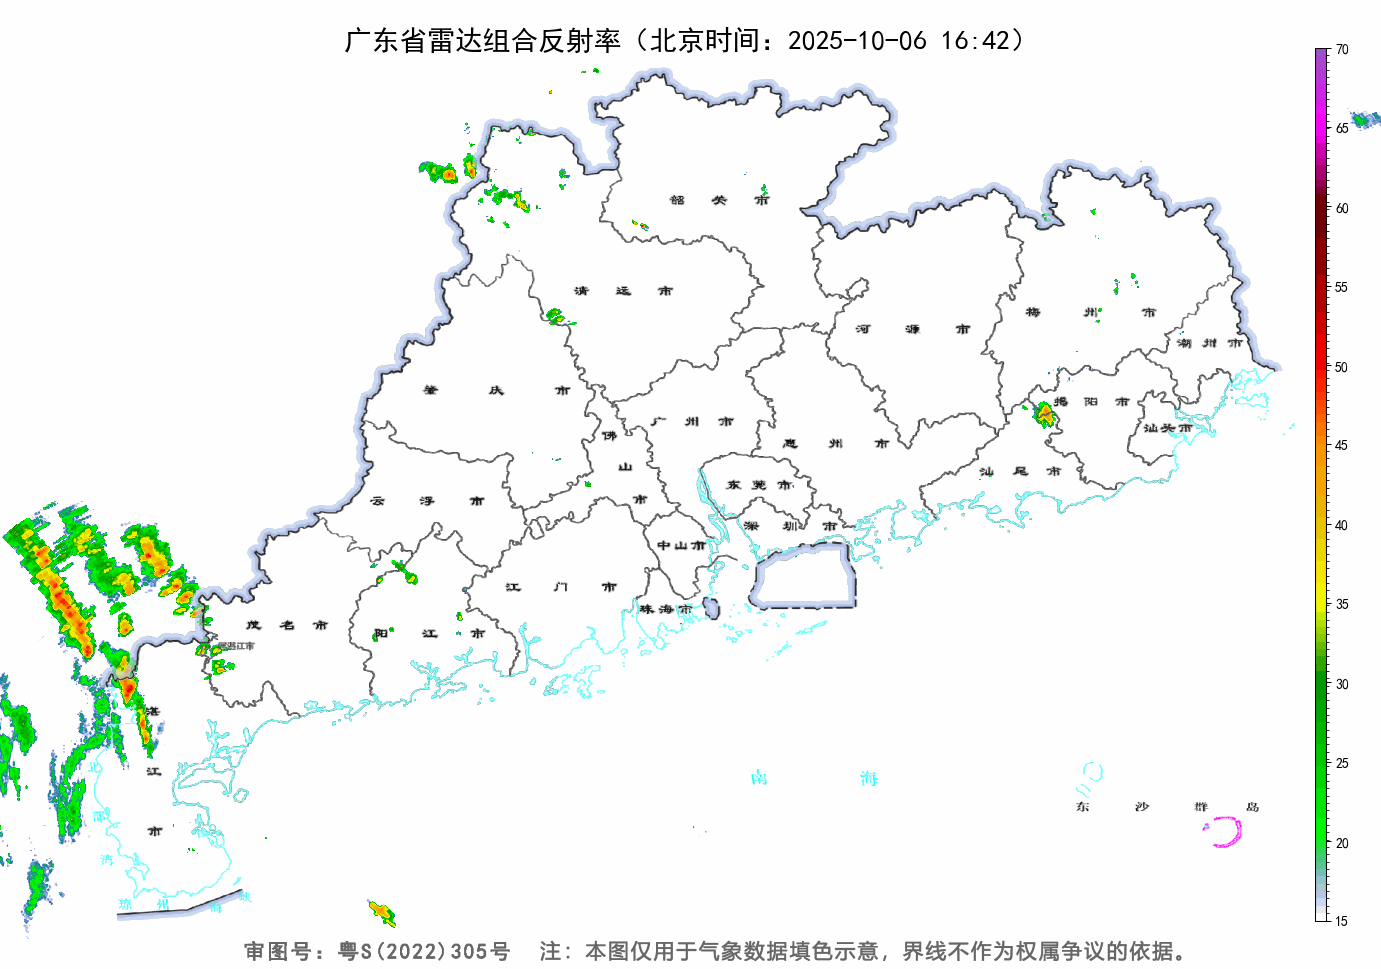 广东省雷达组合反射率（北京时间：2025-10-06 16:42）
70
65
60
55
50
45
40
35
30
25
20
15
韶 关 市
清 远 市
河 源 市
梅 州 市
潮 州 市
肇 庆 市
广 州 市
揭 阳 市
汕头市
佛
山
市
惠 州 市
汕 尾 市
东 莞 市
云 浮 市
深 圳 市
中山市
江 门 市
珠海市
茂 名 市
阳 江 市
湛
江
市
北
部
湾
南 海
东 沙 群 岛
琼 州 海 峡
审图号：粤S(2022)305号 注：本图仅用于气象数据填色示意，界线不作为权属争议的依据。